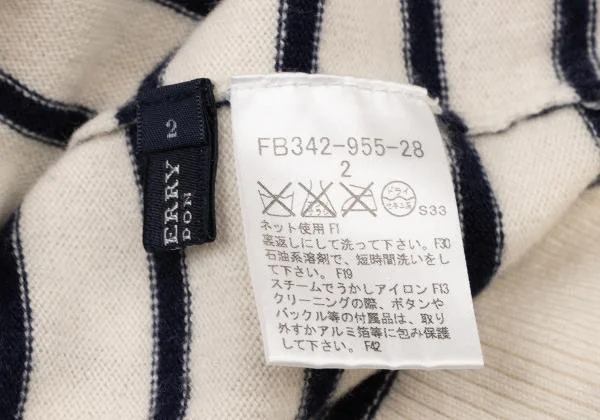 2
ERRY
DON
FB342-955-28
2
ドライ
セキユ系
S33
ネット使用 F1
裏返しにして洗って下さい。F30
石油系溶剤で、短時間洗いをし
て下さい。F19
スチームでうかしアイロン F13
クリーニングの際、ボタンや
バックル等の付属品は、取り
外すかアルミ箔等に包み保護
して下さい。F42